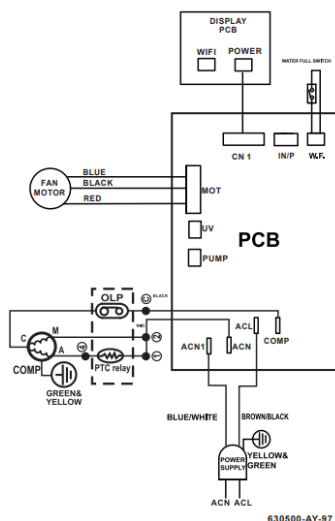 DISPLAY
PCB
WIFI
POWER
WATER FULL SWITCH
CN 1
IN/P
W.F.
BLUE
BLACK
RED
FAN
MOTOR
MOT
UV
PUMP
PCB
OLP
BLACK
C
M
A
COMP
PTC relay
GREEN&
YELLOW
2
1
ACN1
ACN
ACL
COMP
BLUE/WHITE
BROWN/BLACK
POWER
SUPPLY
YELLOW&
GREEN
ACN
ACL
630500-AY-97